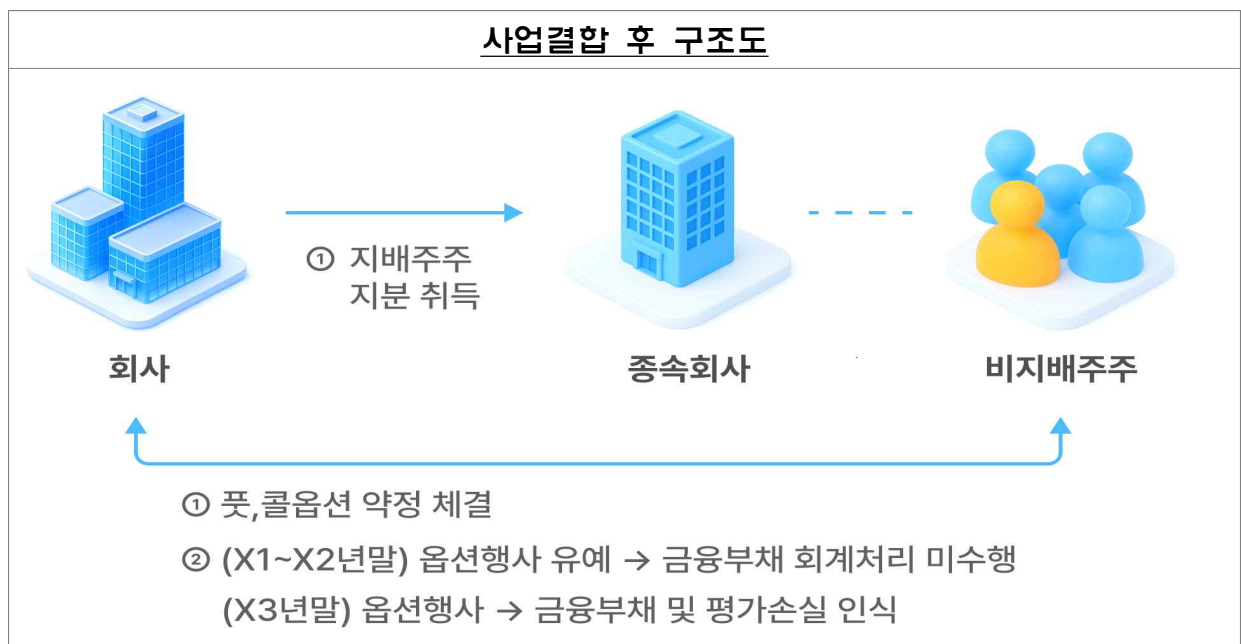 사업결합 후 구조도
① 지배주주
지분 취득
회사
종속회사
비지배주주
① 풋,콜옵션 약정 체결
② (X1~X2년말) 옵션행사 유예 → 금융부채 회계처리 미수행
(X3년말) 옵션행사 → 금융부채 및 평가손실 인식